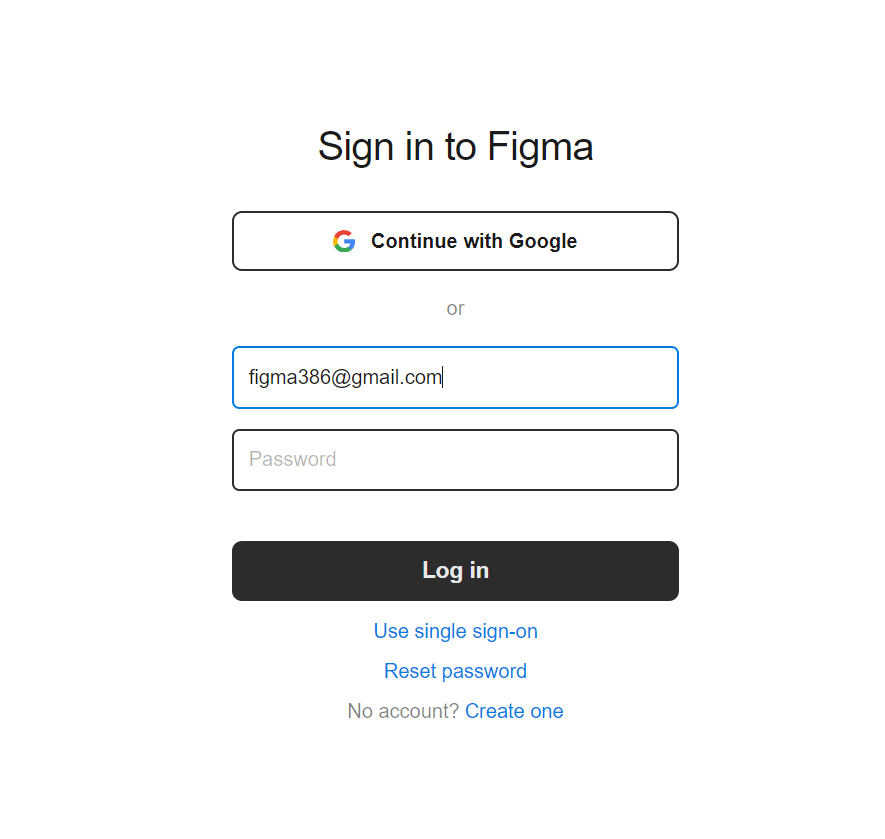 Sign in to Figma
Continue with Google
or
figma386@gmail.com
Password
Log in
Use single sign-on
Reset password
No account? Create one